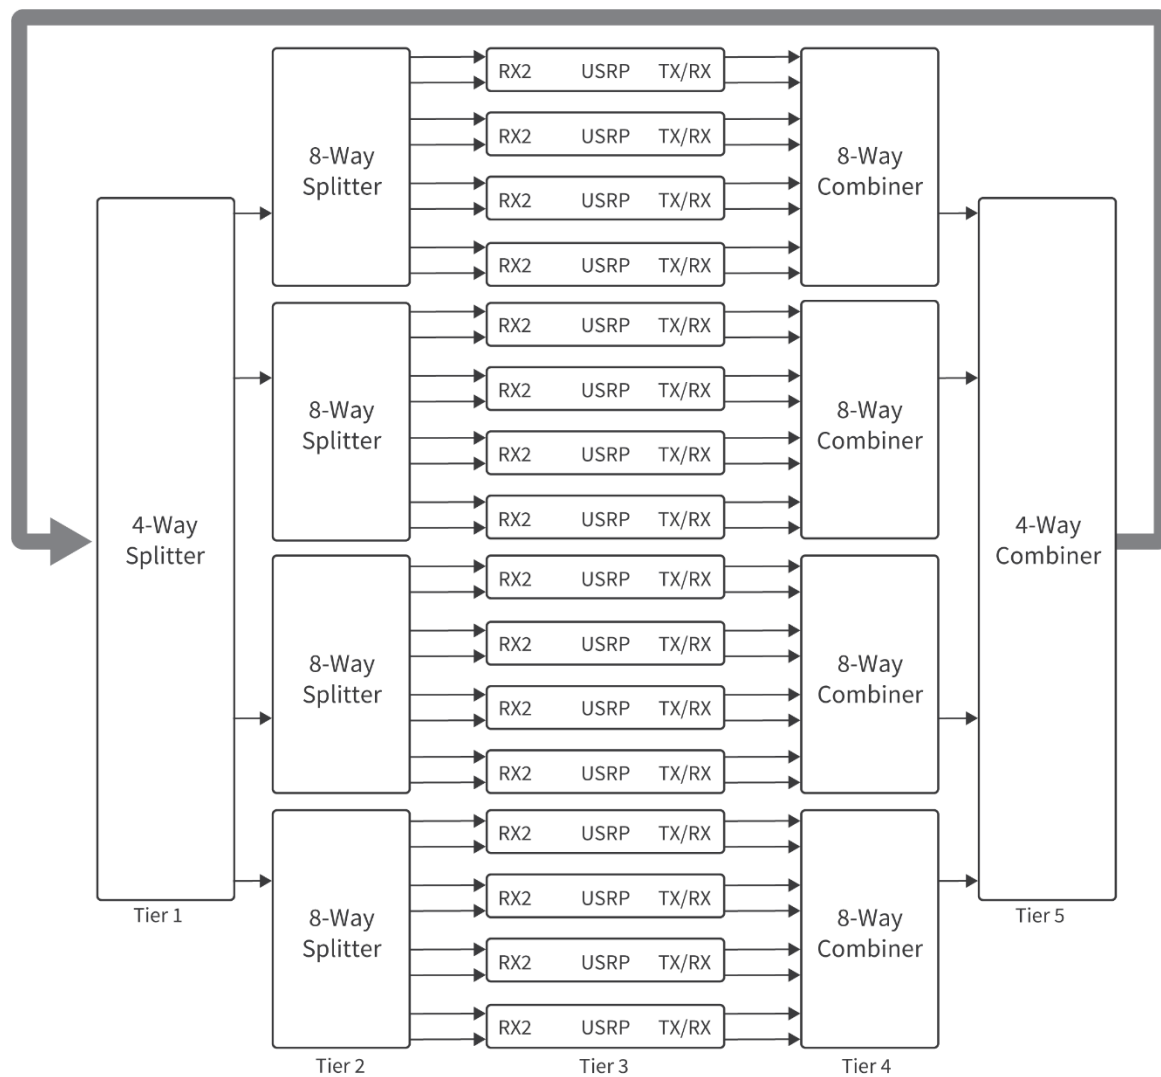 RX2 USRP TX/RX
RX2 USRP TX/RX
8-Way
Splitter
8-Way
Combiner
RX2 USRP TX/RX
RX2 USRP TX/RX
RX2 USRP TX/RX
RX2 USRP TX/RX
8-Way
Splitter
8-Way
Combiner
RX2 USRP TX/RX
RX2 USRP TX/RX
4-Way
Splitter
4-Way
Combiner
RX2 USRP TX/RX
RX2 USRP TX/RX
8-Way
Splitter
8-Way
Combiner
RX2 USRP TX/RX
RX2 USRP TX/RX
RX2 USRP TX/RX
RX2 USRP TX/RX
Tier 1
8-Way
Splitter
8-Way
Combiner
Tier 5
RX2 USRP TX/RX
RX2 USRP TX/RX
Tier 2
Tier 3
Tier 4